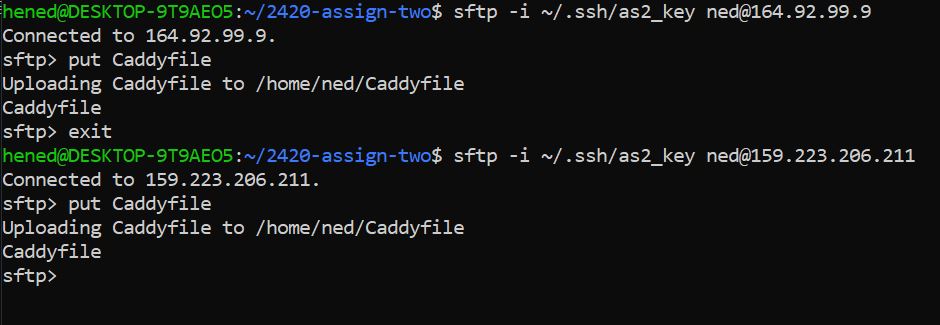 hened@DESKTOP-9T9AEO5:~/2420-assign-two$ sftp -i ~/.ssh/as2_key ned@164.92.99.9
Connected to 164.92.99.9.
sftp> put Caddyfile
Uploading Caddyfile to /home/ned/Caddyfile
Caddyfile
sftp> exit
hened@DESKTOP-9T9AEO5:~/2420-assign-two$ sftp -i ~/.ssh/as2_key ned@159.223.206.211
Connected to 159.223.206.211.
sftp> put Caddyfile
Uploading Caddyfile to /home/ned/Caddyfile
Caddyfile
sftp>